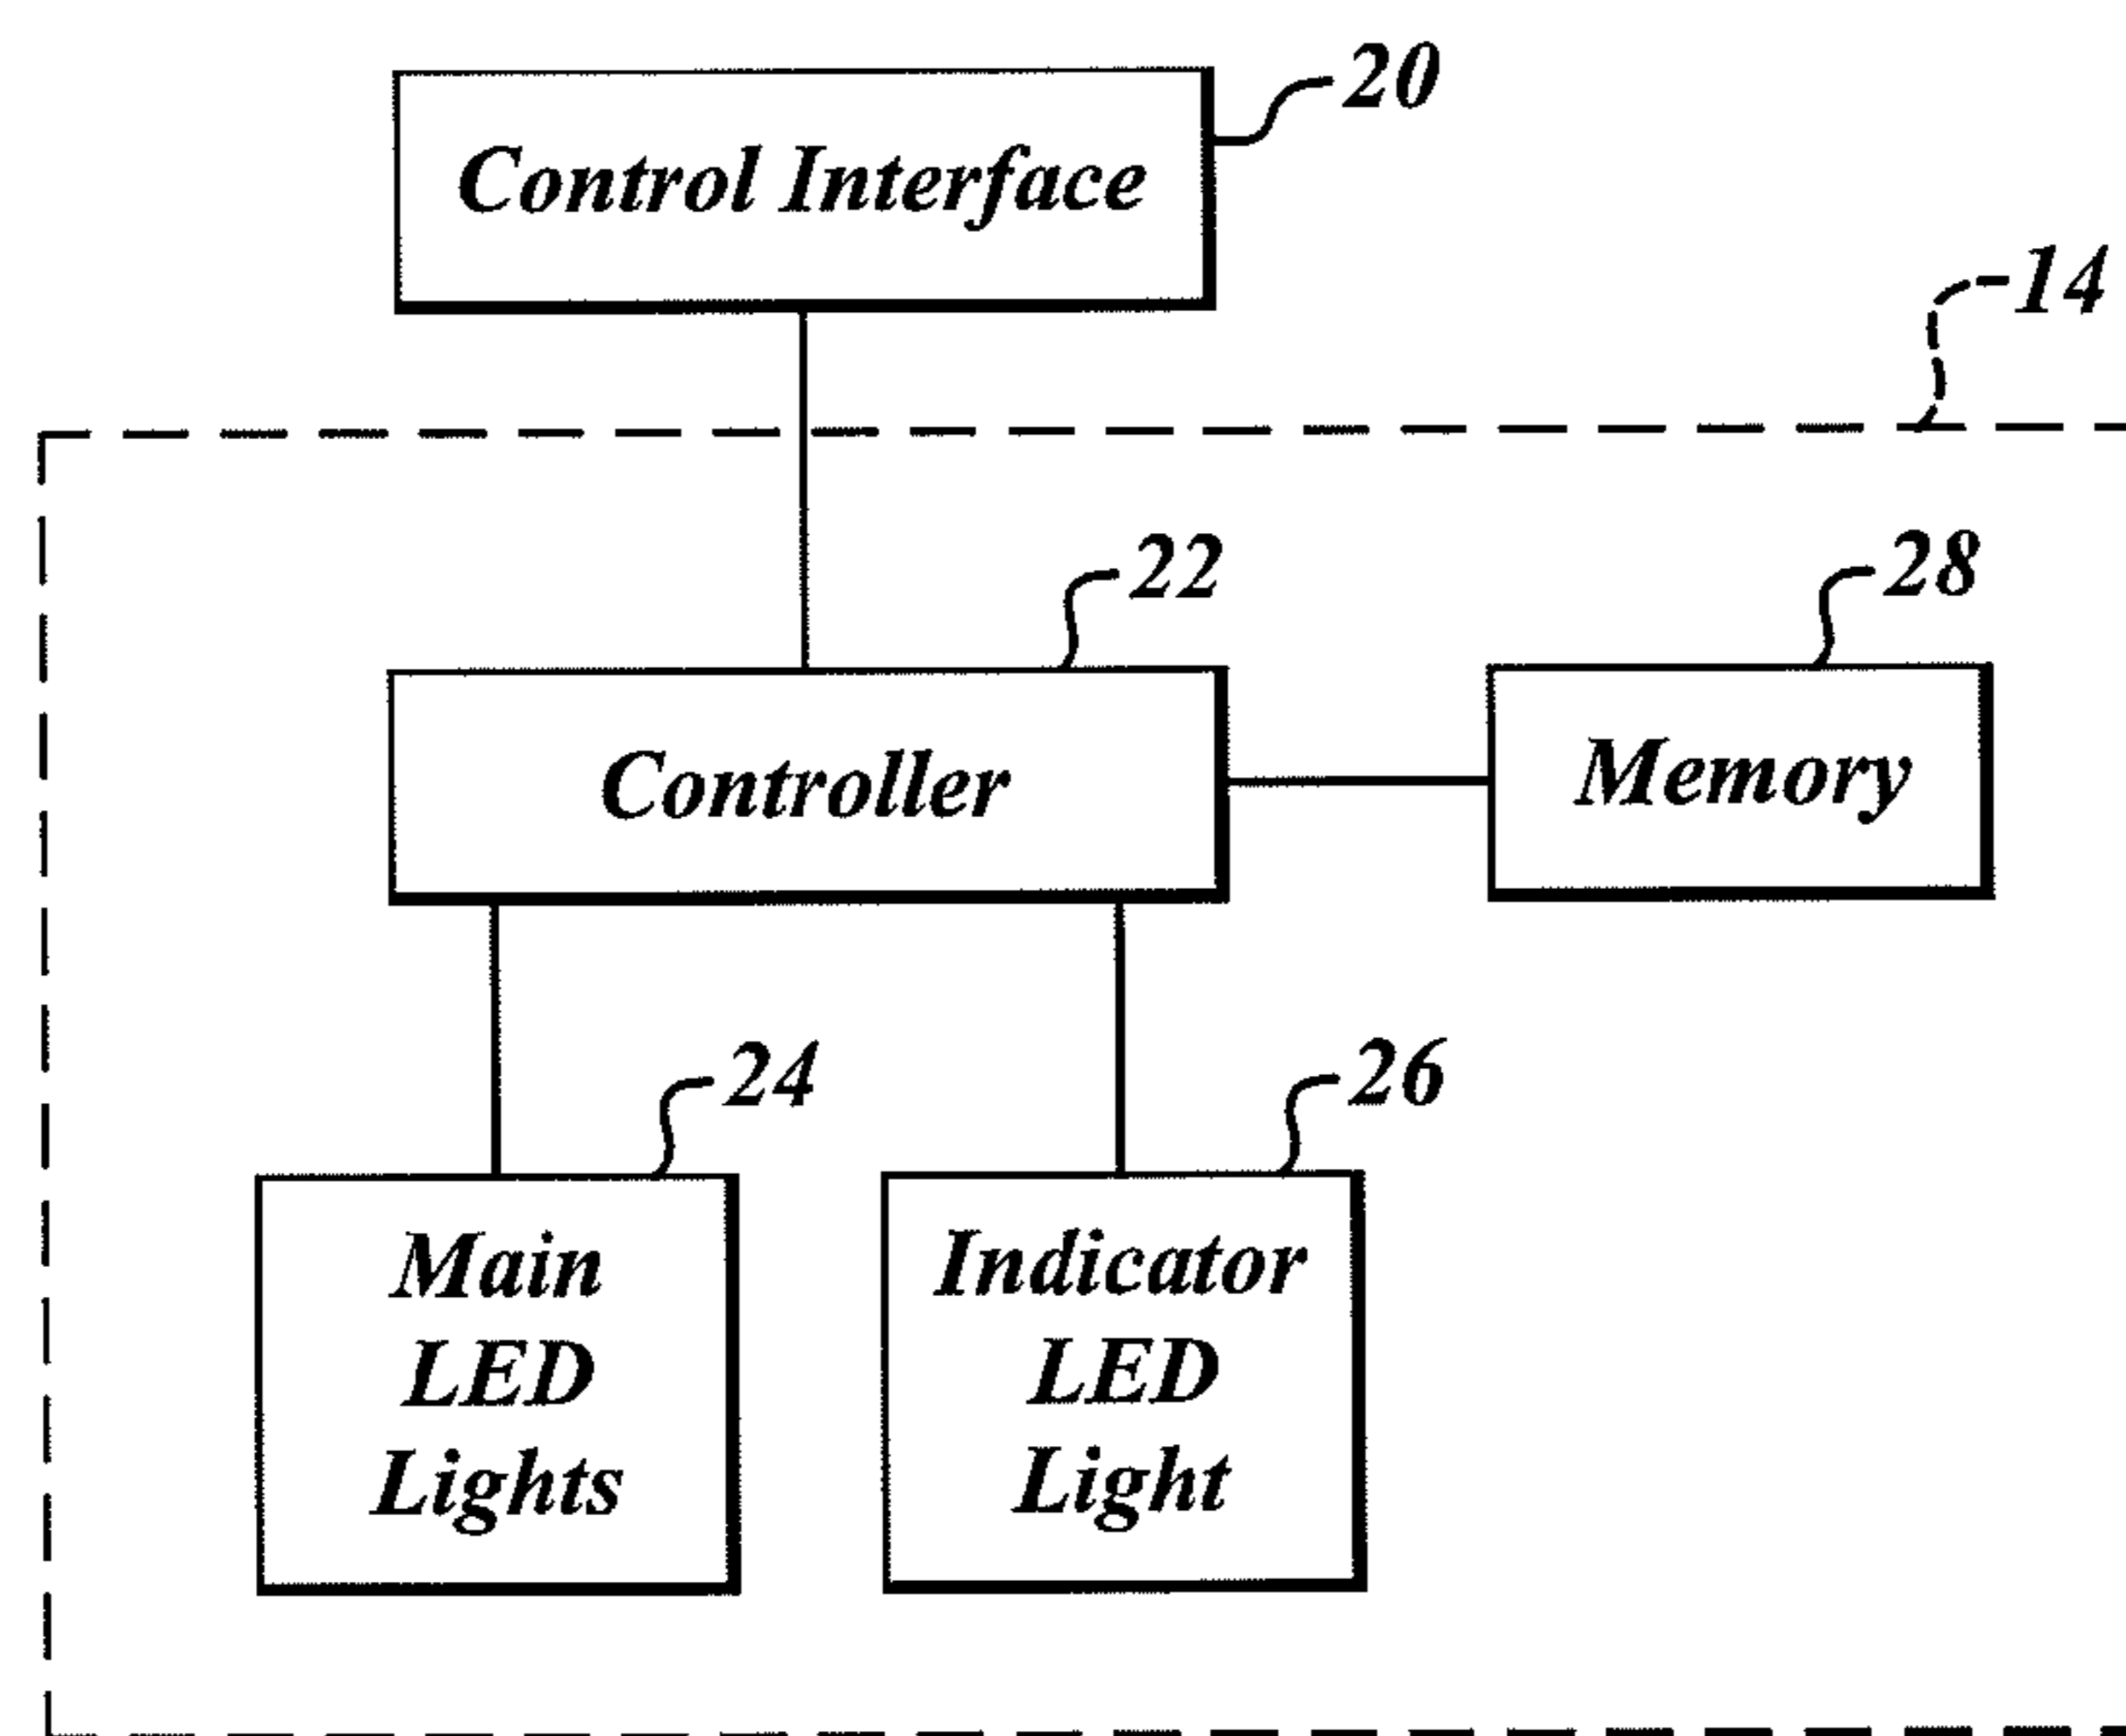 20
Control Interface
14
22
28
Controller
Memory
24
26
Main
LED
Lights
Indicator
LED
Light